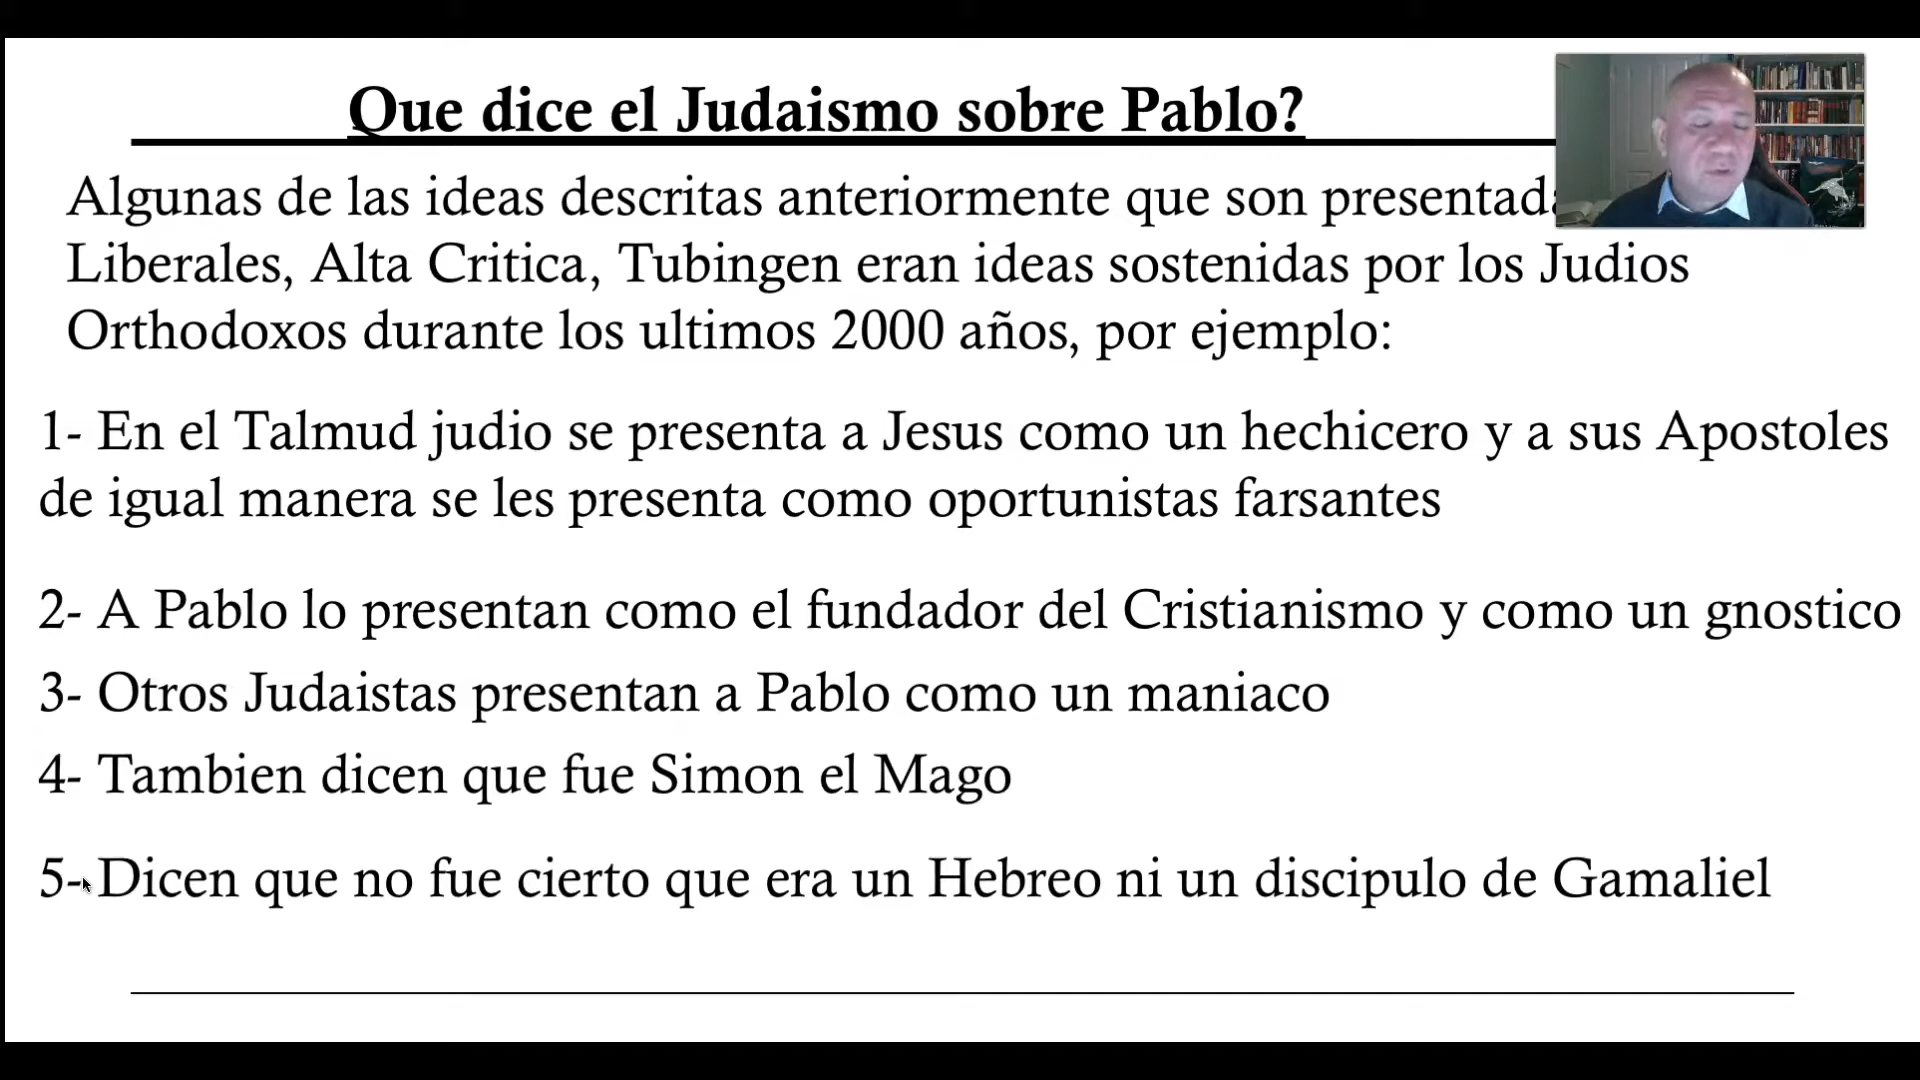 Que dice el Judaismo sobre Pablo?
Algunas de las ideas descritas anteriormente que son
Liberales, Alta Critica, Tubingen eran ideas sostenidas por los Judios
Orthodoxos durante los ultimos 2000 años, por ejemplo:
1- En el Talmud judio se presenta a Jesus como un hechicero y a sus Apostoles
de igual manera se les presenta como oportunistas farsantes
2- A Pablo lo presentan como el fundador del Cristianismo y como un gnostico
3- Otros Judaistas presentan a Pablo como un maniaco
4- Tambien dicen que fue Simon el Mago
5- Dicen que no fue cierto que era un Hebreo ni un discipulo de Gamaliel